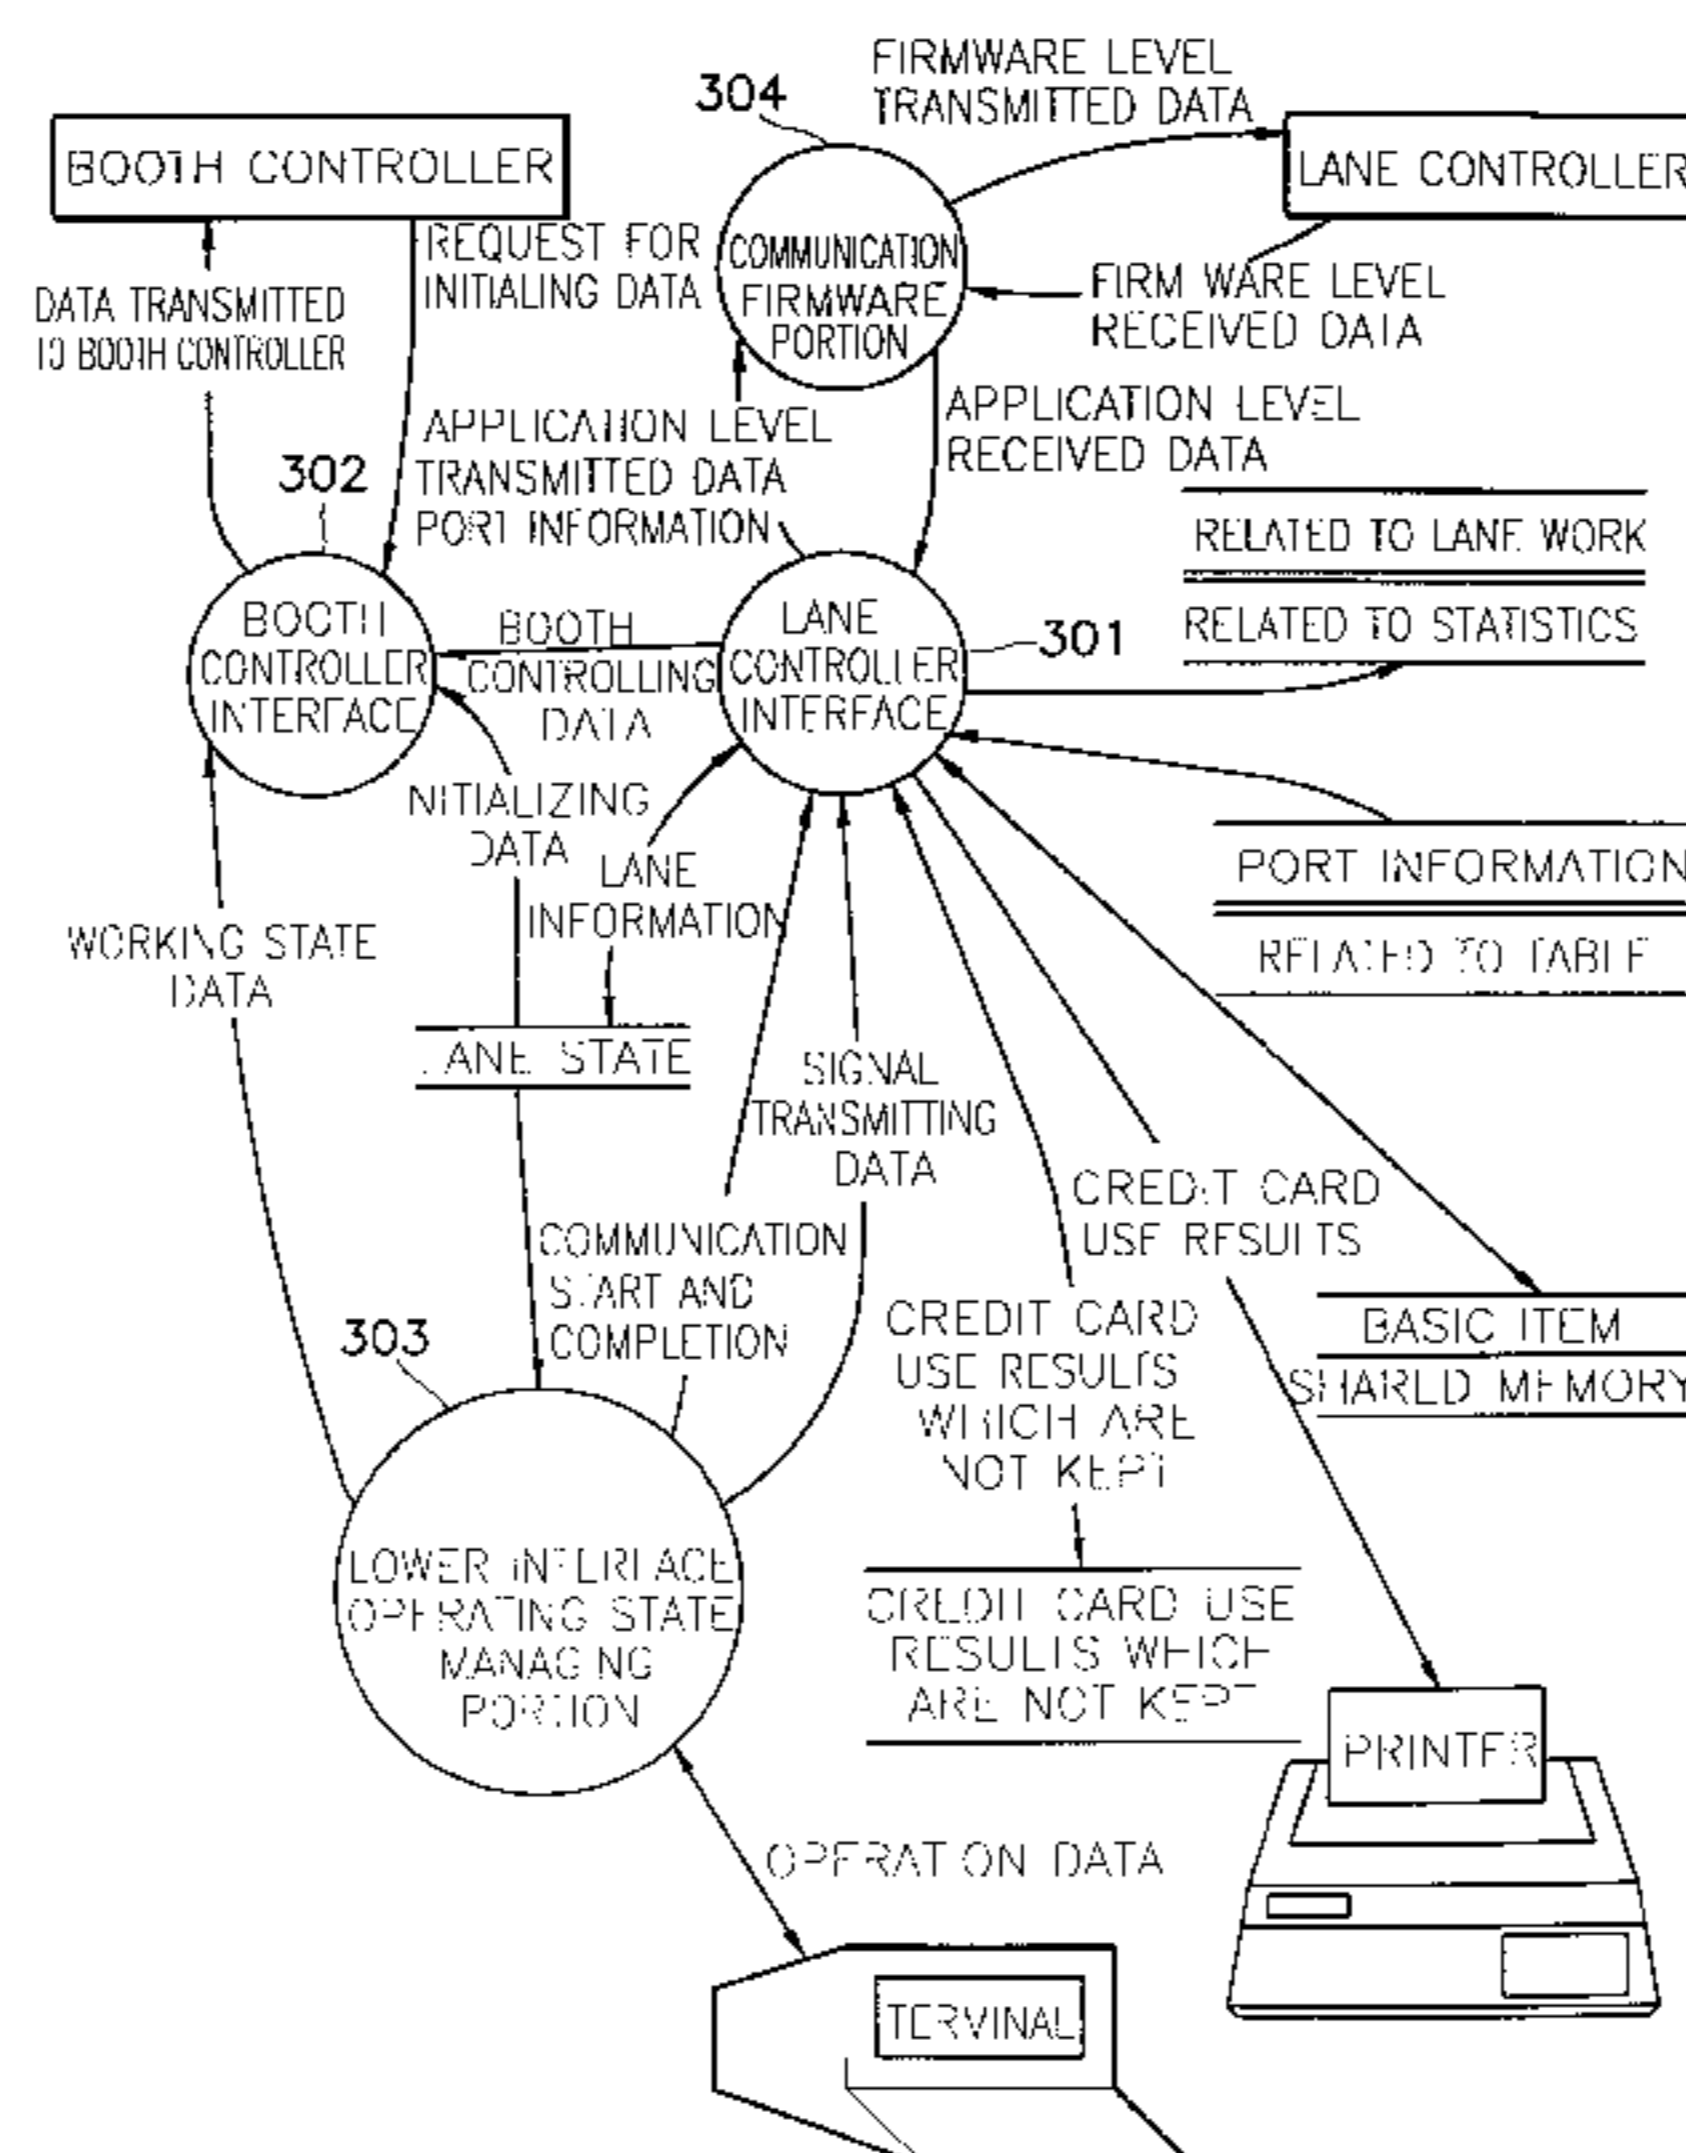 304
FIRMWARE LEVEL
TRANSMITTED DATA
BOOTH CONTROLLER
LANE CONTROLLER
REQUEST FOR
INITIALING DATA
COMMUNICATION
FIRMWARE
PORTION
FIRM WARE LEVEL
RECEIVED DATA
DATA TRANSMITTED
TO BOOTH CONTROLLER
APPLICATION LEVEL
TRANSMITTED DATA
PORT INFORMATION
APPLICATION LEVEL
RECEIVED DATA
302
RELATED TO LANE WORK
RELATED TO STATISTICS
BOOTH
CONTROLLER
INTERFACE
BOOTH
CONTROLLING
DATA
LANE
CONTROLLER
INTERFACE
301
NITIALIZING
DATA
LANE
INFORMATION
PORT INFORMATION
RELATED TO TABLE
WORKING STATE
DATA
LANE STATE
SIGNAL
TRANSMITTING
DATA
CREDIT CARD
USE RESULTS
COMMUNICATION
START AND
COMPLETION
303
CREDIT CARD
USE RESULTS
WHICH ARE
NOT KEPT
BASIC ITEM
SHARED MEMORY
LOWER INTERFACE
OPERATING STATE
MANAGING
PORTION
CREDIT CARD USE
RESULTS WHICH
ARE NOT KEPT
PRINTER
OPERATION DATA
TERMINAL